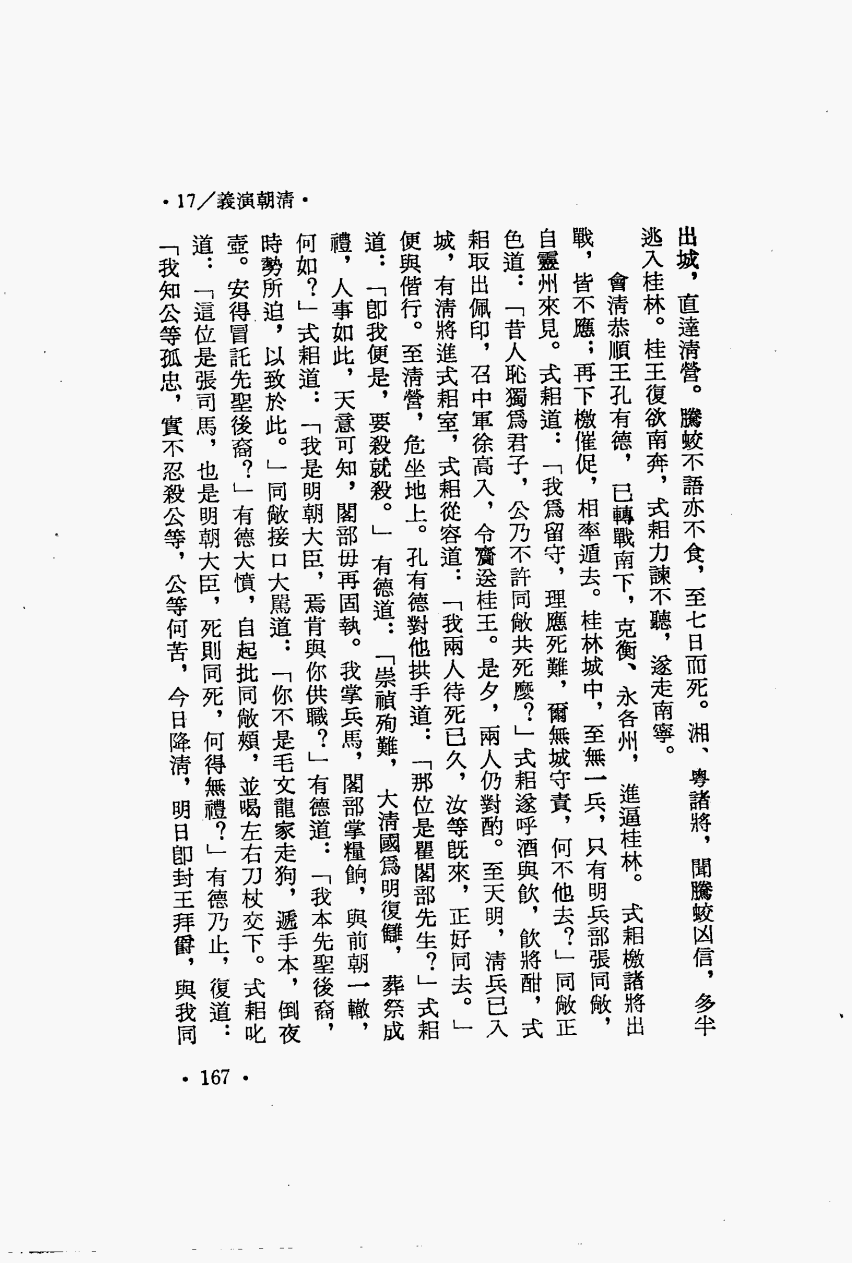 •17／義演朝清•
出城，直達清營。騰蛟不語亦不食，至七日而死。湘、粵諸將，聞騰蛟凶信，多半
逃入桂林。桂王復欲南奔，式耜力諫不聽，遂走南寧。
會清恭順王孔有德，已轉戰南下，克衡、永各州，進逼桂林。式耜檄諸將出
戰，皆不應；再下檄催促，相率遁去。桂林城中，至無一兵，只有明兵部張同敞，
自靈州來見。式耜道：「我爲留守，理應死難，爾無城守責，何不他去？」同敞正
色道：「昔人恥獨爲君子，公乃不許同敞共死麼？」式耜遂呼酒與飲，飲將酣，式
耜取出佩印，召中軍徐高入，令齎送桂王。是夕，兩人仍對酌。至天明，清兵已入
城，有清將進式耜室，式耜從容道：「我兩人待死已久，汝等旣來，正好同去。」
便與偕行。至清營，危坐地上。孔有德對他拱手道：「那位是瞿閣部先生？」式耜
道：「卽我便是，要殺就殺。」有德道：「崇禎殉難，大清國爲明復讎，葬祭成
禮，人事如此，天意可知，閣部毋再固執。我掌兵馬，閣部掌糧餉，與前朝一轍，
何如？」式耜道：「我是明朝大臣，焉肯與你供職？」有德道：「我本先聖後裔，
時勢所迫，以致於此。」同敞接口大罵道：「你不是毛文龍家走狗，遞手本，倒夜
壺。安得冒託先聖後裔？」有德大憤，自起批同敞頰，並喝左右刀杖交下。式耜叱
道：「這位是張司馬，也是明朝大臣，死則同死，何得無禮？」有德乃止，復道：
「我知公等孤忠，實不忍殺公等，公等何苦，今日降清，明日卽封王拜爵，與我同
•167•